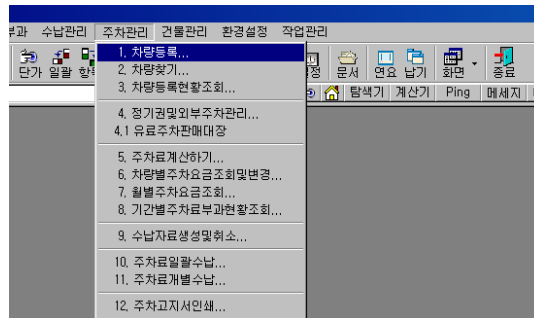 부과 수납관리 주차관리 건물관리 환경설정 작업관리
단가 일괄 문서 연요 납기 화면 종료
탐색기 계산기 Ping 메세지
1. 차량등록...
2. 차량찾기...
3. 차량등록현황조회...
4. 정기권및외부주차관리...
4.1 유료주차판매대장
5. 주차료계산하기...
6. 차량별주차요금조회및변경...
7. 월별주차요금조회...
8. 기간별주차료부과현황조회...
9. 수납자료생성및취소...
10. 주차료일괄수납...
11. 주차료개별수납...
12. 주차고지서인쇄...